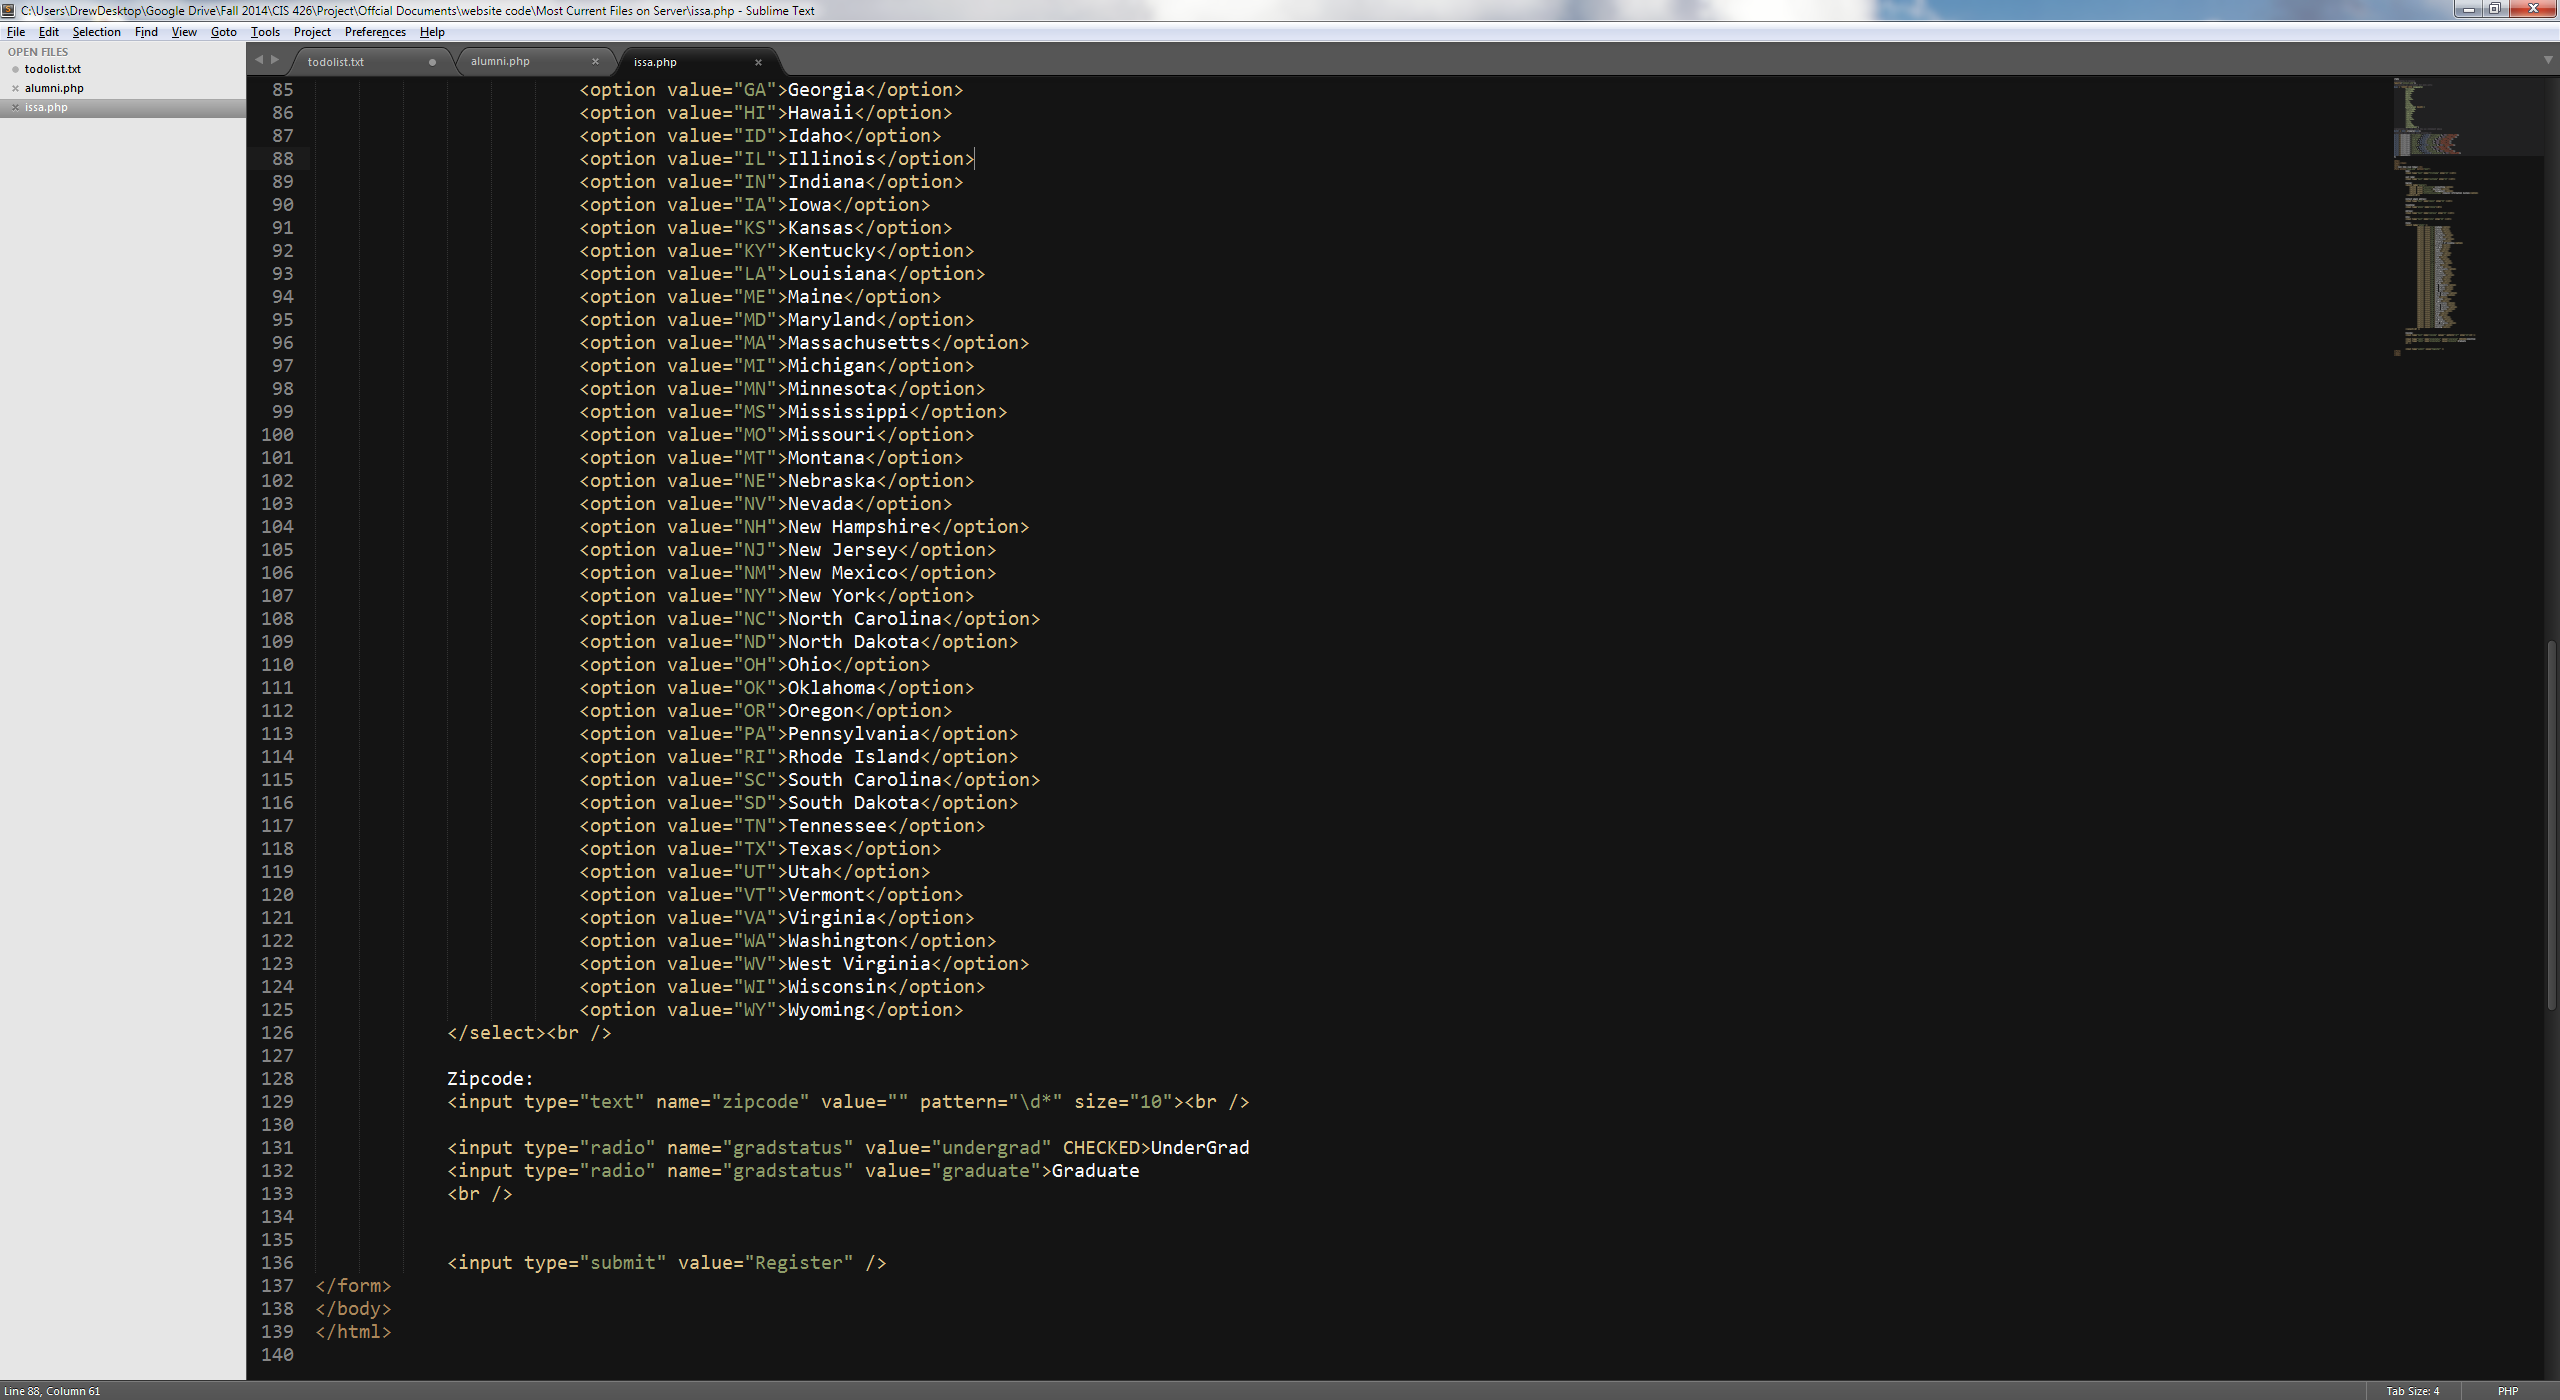 C:\Users\DrewDesktop\Google Drive\Fall 2014\CIS 426\Project\Offcial Documents\website code\Most Current Files on Server\issa.php - Sublime Text
File Edit Selection Find View Goto Tools Project Preferences Help
OPEN FILES
todolist.txt
alumni.php
issa.php
todolist.txt alumni.php issa.php
85 <option value="GA">Georgia</option>
86 <option value="HI">Hawaii</option>
87 <option value="ID">Idaho</option>
88 <option value="IL">Illinois</option>
89 <option value="IN">Indiana</option>
90 <option value="IA">Iowa</option>
91 <option value="KS">Kansas</option>
92 <option value="KY">Kentucky</option>
93 <option value="LA">Louisiana</option>
94 <option value="ME">Maine</option>
95 <option value="MD">Maryland</option>
96 <option value="MA">Massachusetts</option>
97 <option value="MI">Michigan</option>
98 <option value="MN">Minnesota</option>
99 <option value="MS">Mississippi</option>
100 <option value="MO">Missouri</option>
101 <option value="MT">Montana</option>
102 <option value="NE">Nebraska</option>
103 <option value="NV">Nevada</option>
104 <option value="NH">New Hampshire</option>
105 <option value="NJ">New Jersey</option>
106 <option value="NM">New Mexico</option>
107 <option value="NY">New York</option>
108 <option value="NC">North Carolina</option>
109 <option value="ND">North Dakota</option>
110 <option value="OH">Ohio</option>
111 <option value="OK">Oklahoma</option>
112 <option value="OR">Oregon</option>
113 <option value="PA">Pennsylvania</option>
114 <option value="RI">Rhode Island</option>
115 <option value="SC">South Carolina</option>
116 <option value="SD">South Dakota</option>
117 <option value="TN">Tennessee</option>
118 <option value="TX">Texas</option>
119 <option value="UT">Utah</option>
120 <option value="VT">Vermont</option>
121 <option value="VA">Virginia</option>
122 <option value="WA">Washington</option>
123 <option value="WV">West Virginia</option>
124 <option value="WI">Wisconsin</option>
125 <option value="WY">Wyoming</option>
126 </select><br />
127
128 Zipcode:
129 <input type="text" name="zipcode" value="" pattern="\d*" size="10"><br />
130
131 <input type="radio" name="gradstatus" value="undergrad" CHECKED>UnderGrad
132 <input type="radio" name="gradstatus" value="graduate">Graduate
133 <br />
134
135
136 <input type="submit" value="Register" />
137 </form>
138 </body>
139 </html>
140
Line 88, Column 61 Tab Size: 4 PHP